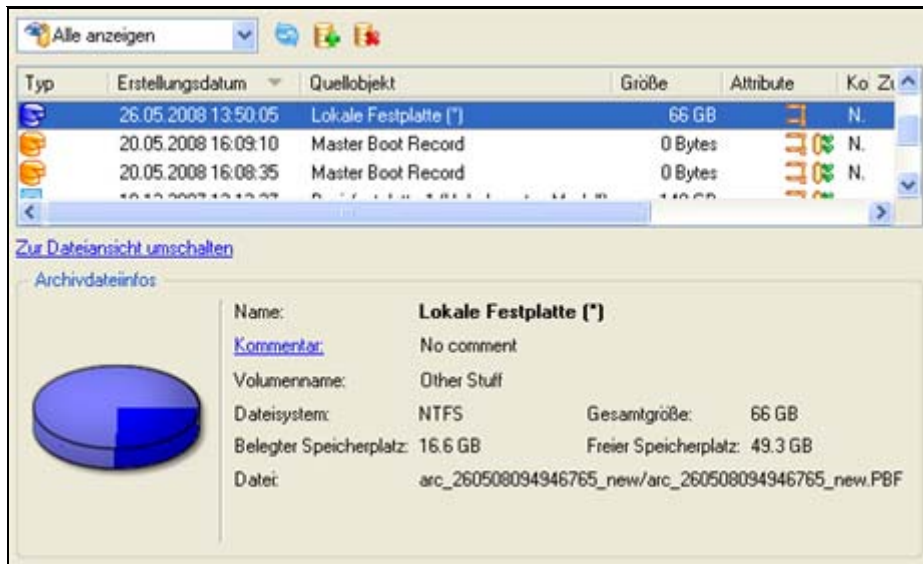 Alle anzeigen
Typ Erstellungsdatum Quellobjekt Größe Attribute Ko Zu
26.05.2008 13:50:05 Lokale Festplatte (*) 66 GB N.
20.05.2008 16:09:10 Master Boot Record 0 Bytes N.
20.05.2008 16:08:35 Master Boot Record 0 Bytes N.
Zur Dateiansicht umschalten
Archivdateiinfos
Name: Lokale Festplatte (*)
Kommentar: No comment
Volumenname: Other Stuff
Dateisystem: NTFS Gesamtgröße: 66 GB
Belegter Speicherplatz: 16.6 GB Freier Speicherplatz: 49.3 GB
Datei: arc_260508094946765_new/arc_260508094946765_new.PBF